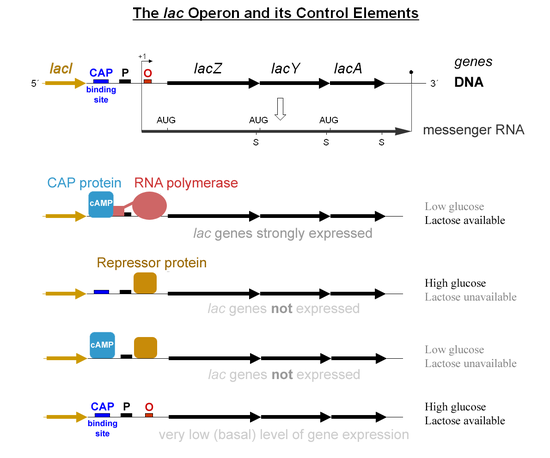 The lac Operon and its Control Elements
genes
lacI CAP P O lacZ lacY lacA
+1
5´ 3´ DNA
binding
site
AUG AUG AUG
messenger RNA
S S S
CAP protein RNA polymerase
cAMP
Low glucose
Lactose available
lac genes strongly expressed
Repressor protein
High glucose
Lactose unavailable
lac genes not expressed
cAMP
Low glucose
Lactose unavailable
lac genes not expressed
CAP P O
High glucose
Lactose available
binding
site
very low (basal) level of gene expression